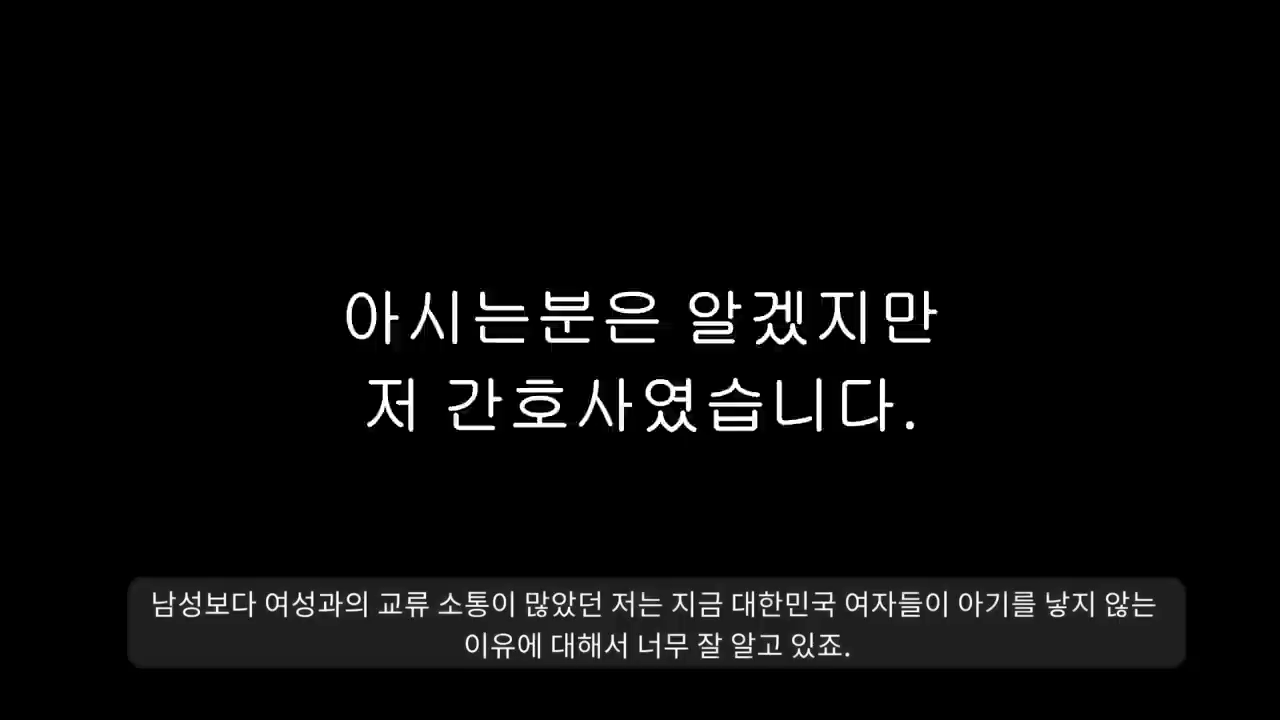 아시는분은 알겠지만
저 간호사였습니다.
남성보다 여성과의 교류 소통이 많았던 저는 지금 대한민국 여자들이 아기를 낳지 않는
이유에 대해서 너무 잘 알고 있죠.